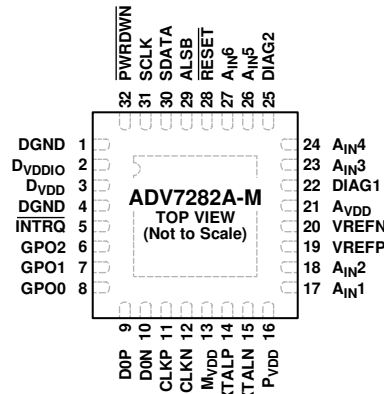 PWRDWN 32
SCLK 31
SDATA 30
ALSB 29
RESET 28
AIN6 27
AIN5 26
DIAG2 25
DGND 1
DVDDIO 2
DVDD 3
DGND 4
INTRQ 5
GPO2 6
GPO1 7
GPO0 8
ADV7282A-M
TOP VIEW
(Not to Scale)
24 AIN4
23 AIN3
22 DIAG1
21 AVDD
20 VREFN
19 VREFP
18 AIN2
17 AIN1
D0P 9
D0N 10
CLKP 11
CLKN 12
MVDD 13
XTALP 14
XTALN 15
PVDD 16